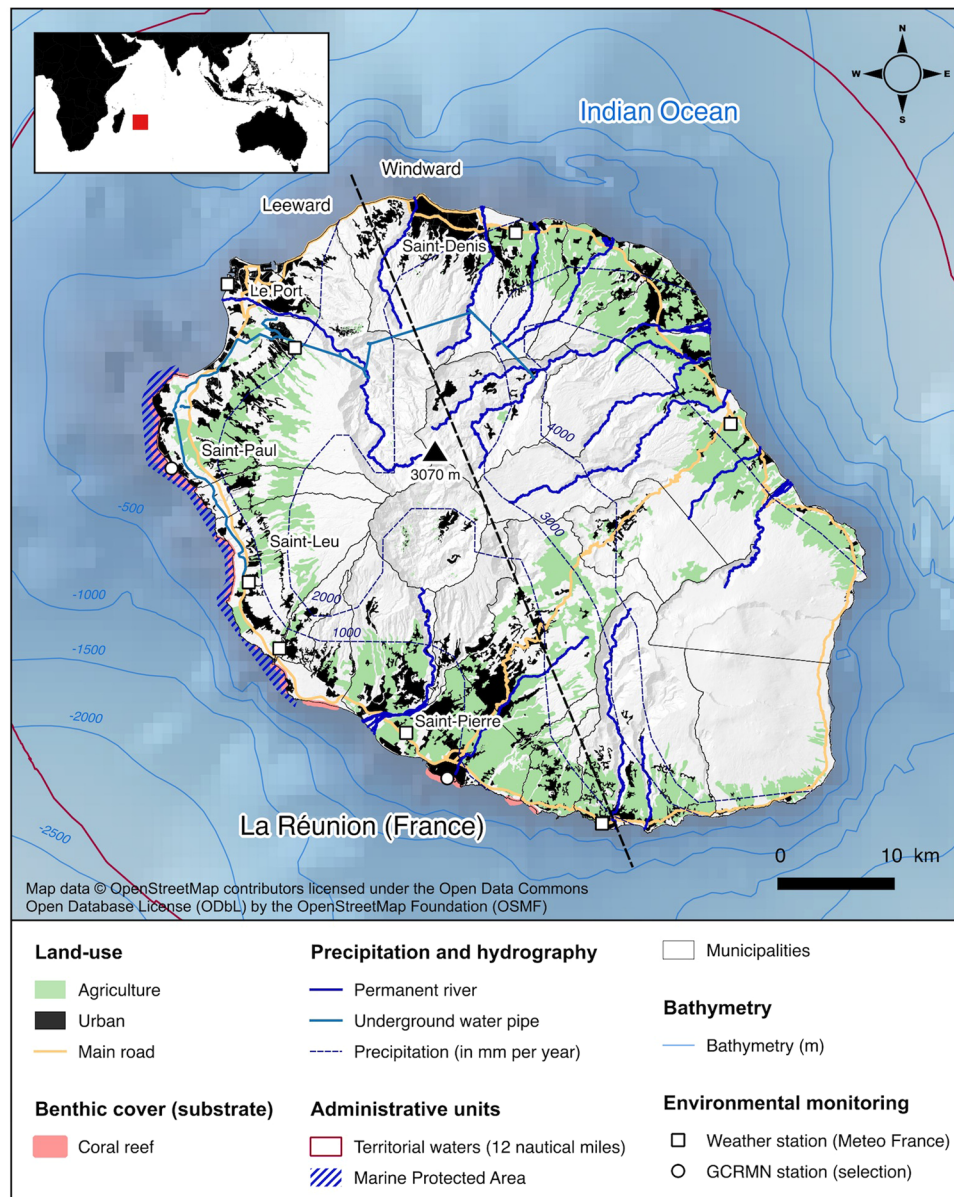 N
W
E
S
Indian Ocean
Windward
Leeward
Saint-Denis
Le Port
4000
Saint-Paul
3070 m
-500
3000
Saint-Leu
-1000
2000
1000
-1500
-2000
Saint-Pierre
La Réunion (France)
-2500
0 10 km
Map data © OpenStreetMap contributors licensed under the Open Data Commons
Open Database License (ODbL) by the OpenStreetMap Foundation (OSMF)
Land-use
Agriculture
Urban
Main road
Benthic cover (substrate)
Coral reef
Precipitation and hydrography
Permanent river
Underground water pipe
Precipitation (in mm per year)
Administrative units
Territorial waters (12 nautical miles)
Marine Protected Area
Municipalities
Bathymetry
Bathymetry (m)
Environmental monitoring
Weather station (Meteo France)
GCRMN station (selection)